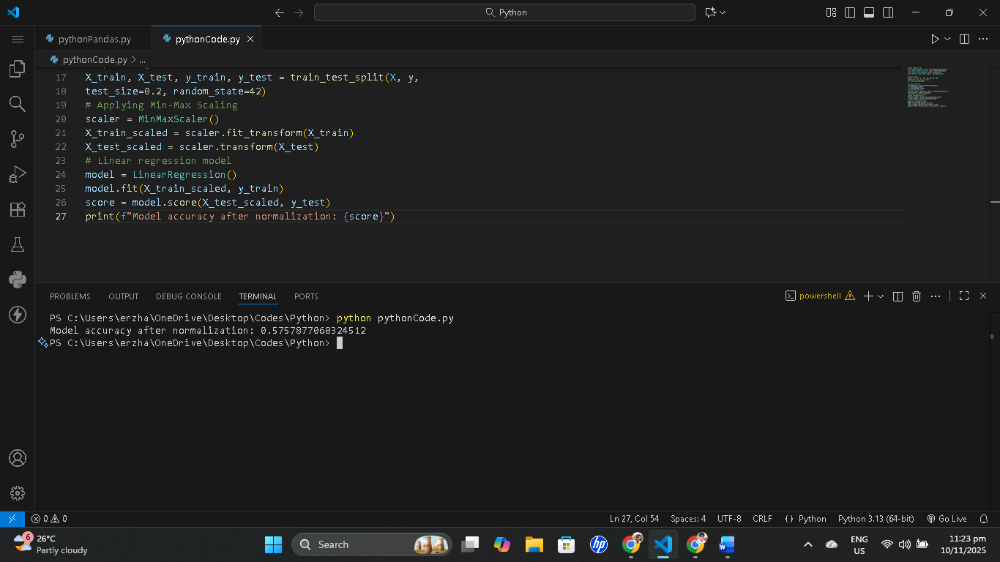 Python
pythonPandas.py
pythonCode.py
pythonCode.py > ...
17 X_train, X_test, y_train, y_test = train_test_split(X, y,
18 test_size=0.2, random_state=42)
19 # Applying Min-Max Scaling
20 scaler = MinMaxScaler()
21 X_train_scaled = scaler.fit_transform(X_train)
22 X_test_scaled = scaler.transform(X_test)
23 # Linear regression model
24 model = LinearRegression()
25 model.fit(X_train_scaled, y_train)
26 score = model.score(X_test_scaled, y_test)
27 print(f"Model accuracy after normalization: {score}")
PROBLEMS OUTPUT DEBUG CONSOLE TERMINAL PORTS
powershell
PS C:\Users\erzha\OneDrive\Desktop\Codes\Python> python pythonCode.py
Model accuracy after normalization: 0.5757877060324512
PS C:\Users\erzha\OneDrive\Desktop\Codes\Python>
0 0 Ln 27, Col 54 Spaces: 4 UTF-8 CRLF {} Python Python 3.13 (64-bit) Go Live
6
26°C
Partly cloudy
Search
hp
W
ENG
US
11:23 pm
10/11/2025